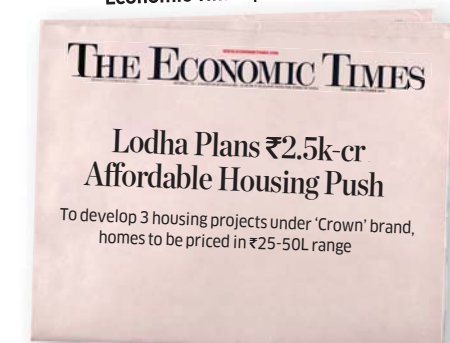 THE ECONOMIC TIMES
Lodha Plans ₹2.5k-cr
Affordable Housing Push
To develop 3 housing projects under 'Crown' brand,
homes to be priced in ₹25-50L range